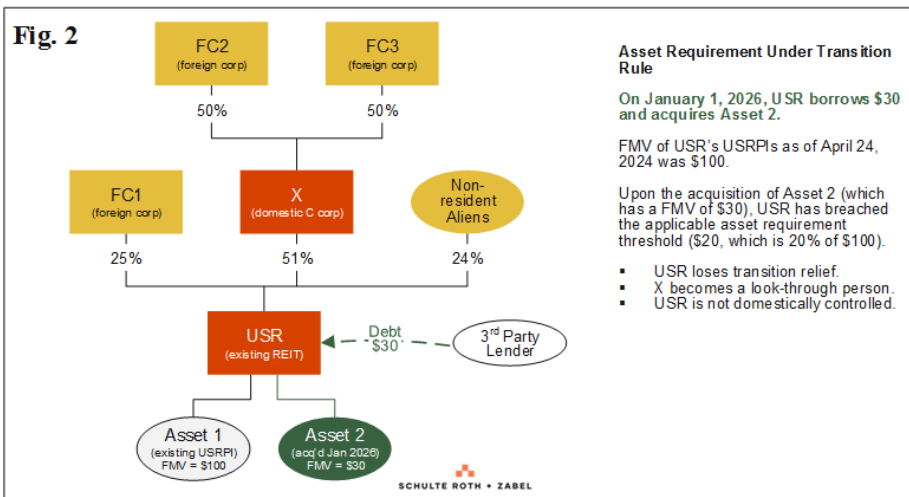 Fig. 2
FC2
(foreign corp)
FC3
(foreign corp)
50%
50%
FC1
(foreign corp)
X
(domestic C corp)
Non-
resident
Aliens
25%
51%
24%
USR
(existing REIT)
Debt
$30
3rd Party
Lender
Asset 1
(existing USRPI)
FMV = $100
Asset 2
(acq'd Jan 2026)
FMV = $30
Asset Requirement Under Transition
Rule
On January 1, 2026, USR borrows $30
and acquires Asset 2.
FMV of USR's USRPIs as of April 24,
2024 was $100.
Upon the acquisition of Asset 2 (which
has a FMV of $30), USR has breached
the applicable asset requirement
threshold ($20, which is 20% of $100).
▪ USR loses transition relief.
▪ X becomes a look-through person.
▪ USR is not domestically controlled.
SCHULTE ROTH + ZABEL